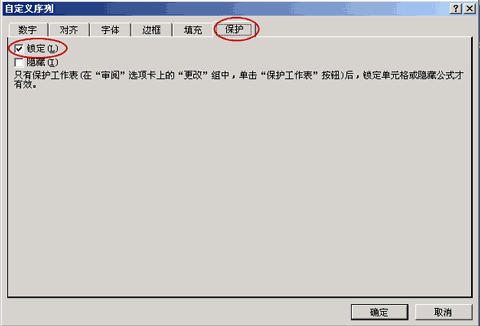 自定义序列
数字 对齐 字体 边框 填充 保护
锁定(L)
隐藏(I)
只有保护工作表(在“审阅”选项卡上的“更改”组中，单击“保护工作表”按钮)后，锁定单元格或隐藏公式才
有效。
确定 取消